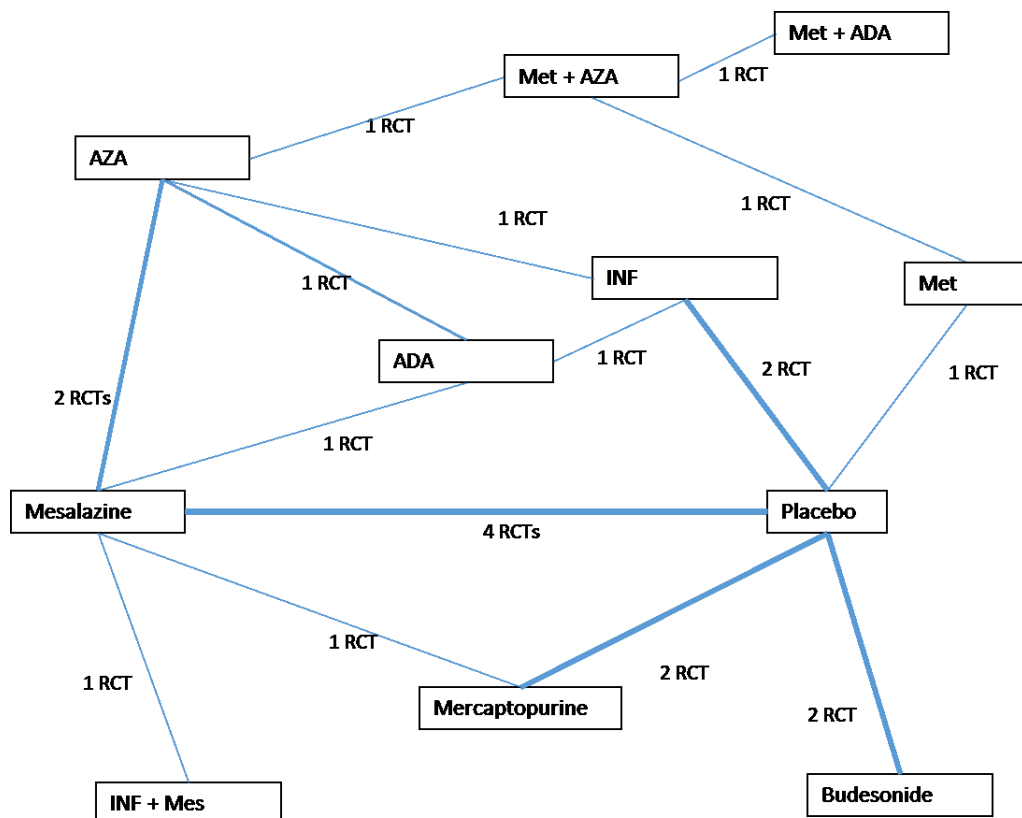 Met + ADA
Met + AZA
1 RCT
1 RCT
AZA
1 RCT
1 RCT
INF
Met
1 RCT
ADA
1 RCT
2 RCT
1 RCT
2 RCTs
1 RCT
Mesalazine
Placebo
4 RCTs
1 RCT
2 RCT
1 RCT
Mercaptopurine
2 RCT
INF + Mes
Budesonide